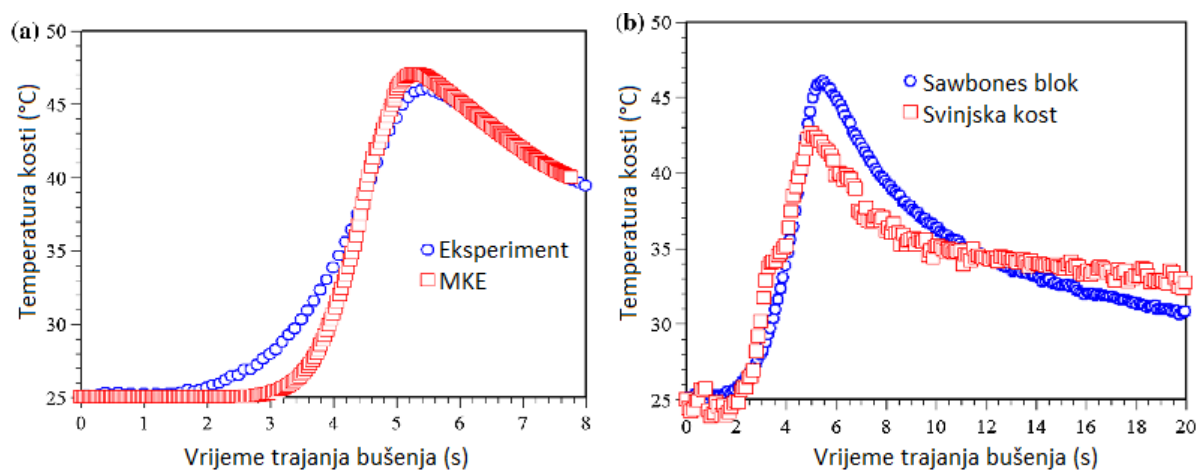 (a)
Temperatura kosti (°C)
50
45
40
35
30
25
Eksperiment
MKE
0 1 2 3 4 5 6 7 8
Vrijeme trajanja bušenja (s)
(b)
Temperatura kosti (°C)
50
45
40
35
30
25
Sawbones blok
Svinjska kost
0 2 4 6 8 10 12 14 16 18 20
Vrijeme trajanja bušenja (s)